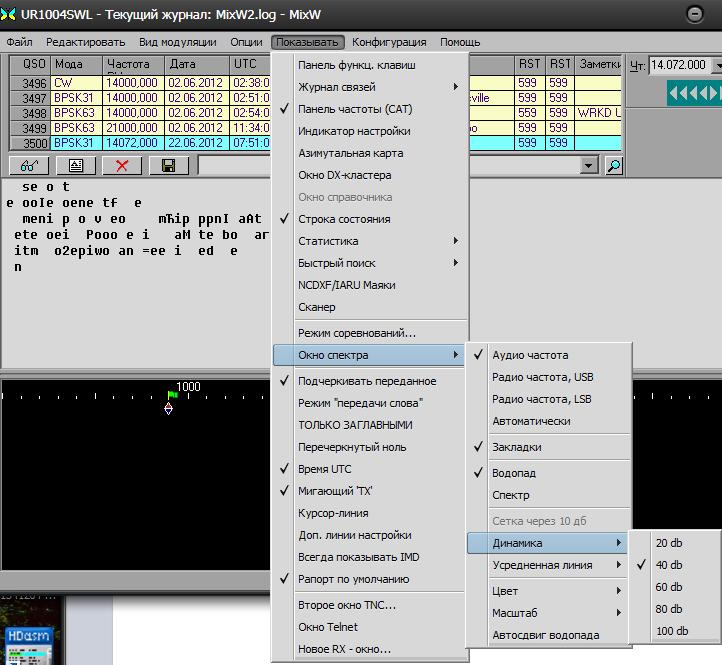 UR1004SWL - Текущий журнал: MixW2.log - MixW
Файл Редактировать Вид модуляции Опции Показывать Конфигурация Помощь
QSO Мода Частота Дата UTC RST RST Заметки
3496 CW 14000,000 02.06.2012 02:38:0 599 599
3497 BPSK31 14000,000 02.06.2012 02:51:0 sville 599 599
3498 BPSK63 14000,000 02.06.2012 02:54:0 599 599 WRKD U
3499 BPSK63 21000,000 02.06.2012 11:34:0 bo 599 599
3500 BPSK31 14072,000 22.06.2012 07:51:0 599 599
Чт: 14.072.000
se o t
e ooIe oene tf e
meni p o v eo mЋip ppnI aAt
ete oei Pooo e i aM te bo ar
itm o2epiwo an =ee i ed e
n
1000
Панель функц. клавиш
Журнал связей
Панель частоты (CAT)
Индикатор настройки
Азимутальная карта
Окно DX-кластера
Окно справочника
Строка состояния
Статистика
Быстрый поиск
NCDXF/IARU Маяки
Сканер
Режим соревнований...
Окно спектра
Подчеркивать переданное
Режим "передачи слова"
ТОЛЬКО ЗАГЛАВНЫМИ
Перечеркнутый ноль
Время UTC
Мигающий 'TX'
Курсор-линия
Доп. линии настройки
Всегда показывать IMD
Рапорт по умолчанию
Второе окно TNC...
Окно Telnet
Новое RX - окно...
Аудио частота
Радио частота, USB
Радио частота, LSB
Автоматически
Закладки
Водопад
Спектр
Сетка через 10 дб
Динамика
Усредненная линия
Цвет
Масштаб
Автосдвиг водопада
20 db
40 db
60 db
80 db
100 db
HDasm